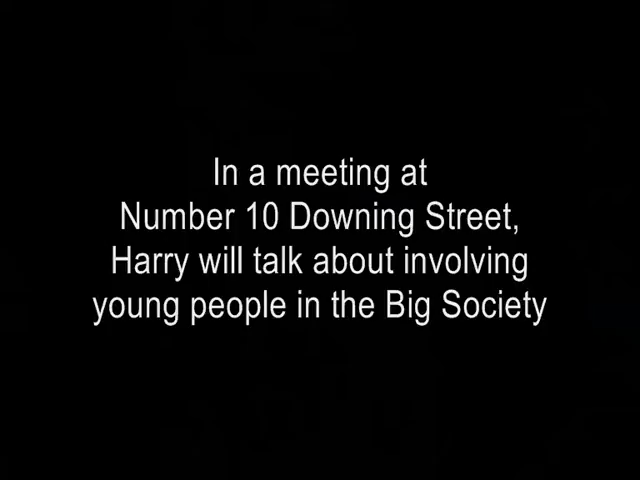 In a meeting at
Number 10 Downing Street,
Harry will talk about involving
young people in the Big Society